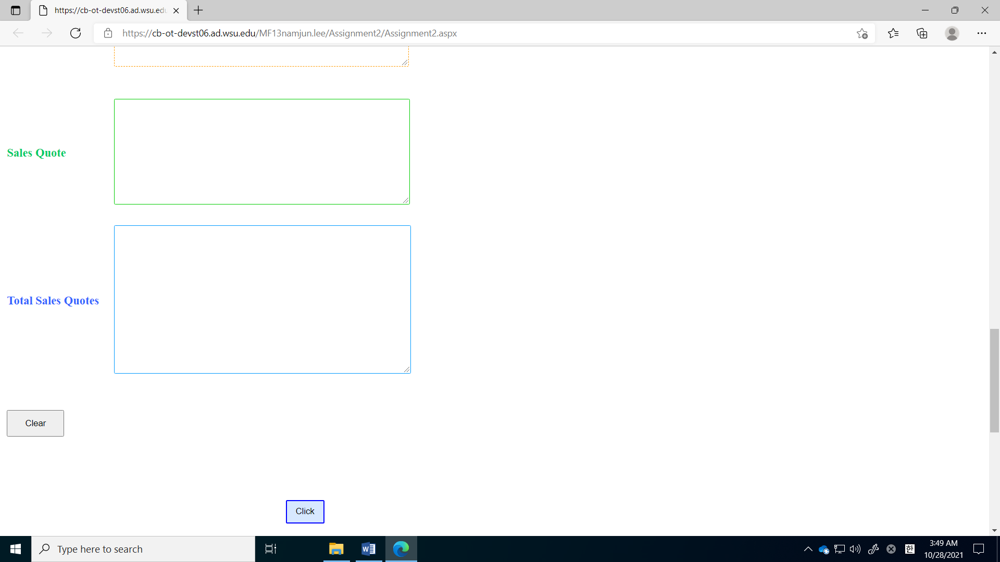 https://cb-ot-devst06.ad.wsu.edu
https://cb-ot-devst06.ad.wsu.edu/MF13namjun.lee/Assignment2/Assignment2.aspx
Sales Quote
Total Sales Quotes
Clear
Click
Type here to search
한
3:49 AM
10/28/2021